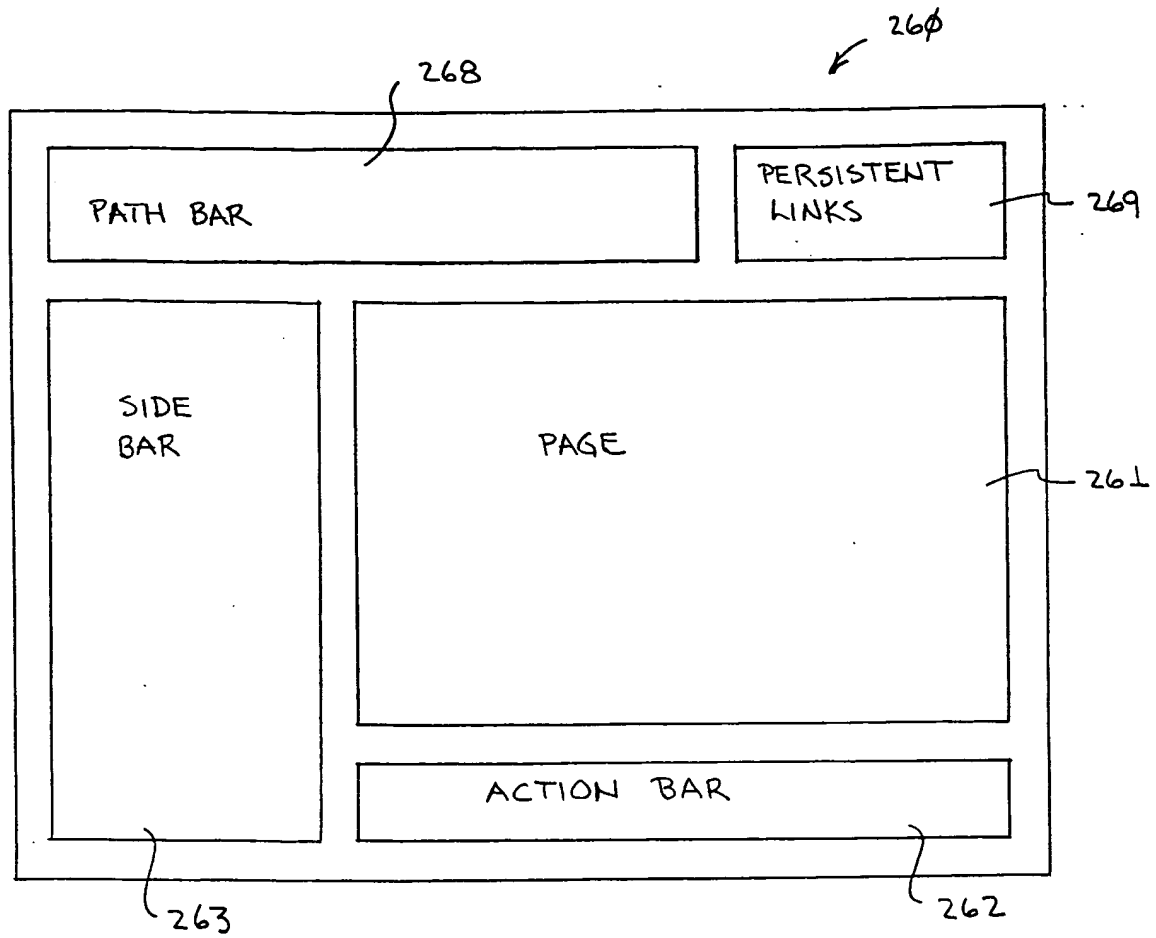 260
268
PERSISTENT
LINKS
PATH BAR
269
SIDE
BAR
PAGE
261
ACTION BAR
263
262